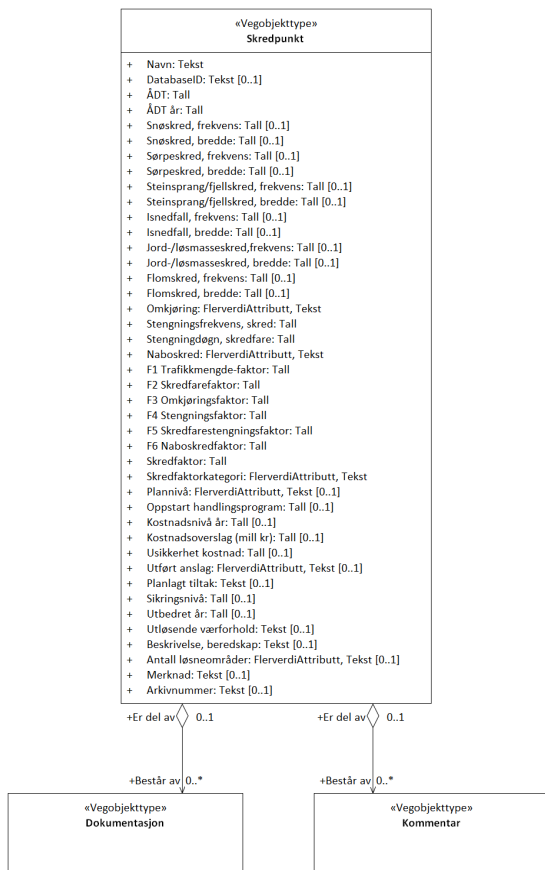 «Vegobjekttype»
Skredpunkt
+ Navn: Tekst
+ DatabaseID: Tekst [0..1]
+ ÅDT: Tall
+ ÅDT år: Tall
+ Snøskred, frekvens: Tall [0..1]
+ Snøskred, bredde: Tall [0..1]
+ Sørpeskred, frekvens: Tall [0..1]
+ Sørpeskred, bredde: Tall [0..1]
+ Steinsprang/fjellskred, frekvens: Tall [0..1]
+ Steinsprang/fjellskred, bredde: Tall [0..1]
+ Isnedfall, frekvens: Tall [0..1]
+ Isnedfall, bredde: Tall [0..1]
+ Jord-/løsmasseskred,frekvens: Tall [0..1]
+ Jord-/løsmasseskred, bredde: Tall [0..1]
+ Flomskred, frekvens: Tall [0..1]
+ Flomskred, bredde: Tall [0..1]
+ Omkjøring: FlerverdiAttributt, Tekst
+ Stengningsfrekvens, skred: Tall
+ Stengningdøgn, skredfare: Tall
+ Naboskred: FlerverdiAttributt, Tekst
+ F1 Trafikkmengde-faktor: Tall
+ F2 Skredfarefaktor: Tall
+ F3 Omkjøringsfaktor: Tall
+ F4 Stengningsfaktor: Tall
+ F5 Skredfarestengningsfaktor: Tall
+ F6 Naboskredfaktor: Tall
+ Skredfaktor: Tall
+ Skredfaktorkategori: FlerverdiAttributt, Tekst
+ Plannivå: FlerverdiAttributt, Tekst [0..1]
+ Oppstart handlingsprogram: Tall [0..1]
+ Kostnadsnivå år: Tall [0..1]
+ Kostnadsoverslag (mill kr): Tall [0..1]
+ Usikkerhet kostnad: Tall [0..1]
+ Utført anslag: FlerverdiAttributt, Tekst [0..1]
+ Planlagt tiltak: Tekst [0..1]
+ Sikringsnivå: Tall [0..1]
+ Utbedret år: Tall [0..1]
+ Utløsende værforhold: Tekst [0..1]
+ Beskrivelse, beredskap: Tekst [0..1]
+ Antall løsneområder: FlerverdiAttributt, Tekst [0..1]
+ Merknad: Tekst [0..1]
+ Arkivnummer: Tekst [0..1]
+Er del av 0..1 +Er del av 0..1
+Består av 0..* +Består av 0..*
«Vegobjekttype» «Vegobjekttype»
Dokumentasjon Kommentar